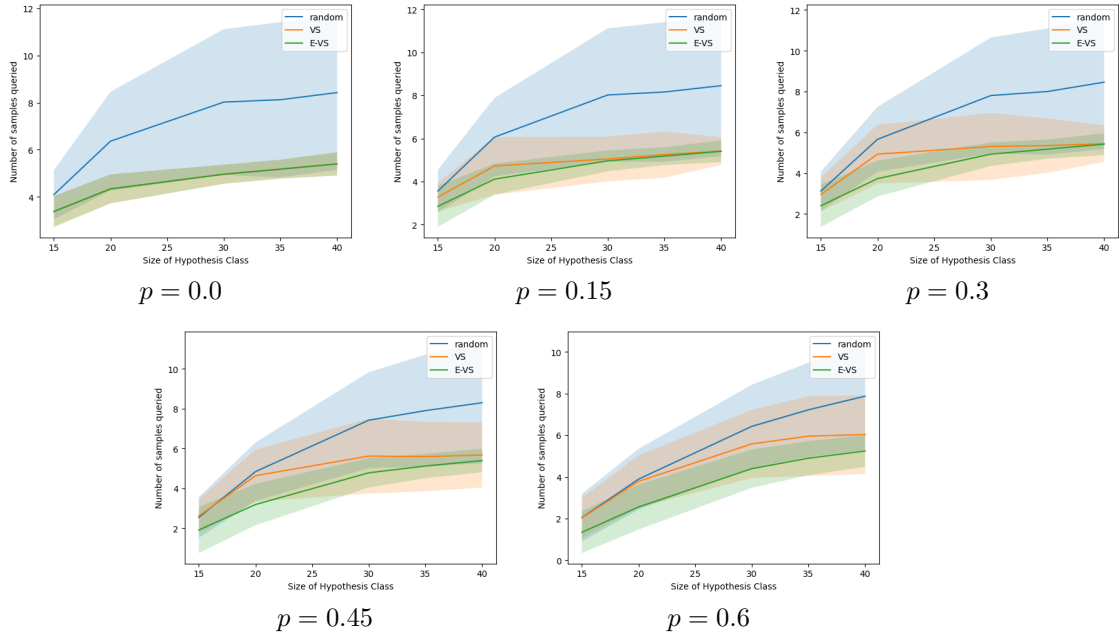 12
10
8
6
4
15
20
25
30
35
40
Number of samples queried
Size of Hypothesis Class
random
VS
E-VS
p = 0.0
12
10
8
6
4
2
15
20
25
30
35
40
Number of samples queried
Size of Hypothesis Class
random
VS
E-VS
p = 0.15
12
10
8
6
4
2
15
20
25
30
35
40
Number of samples queried
Size of Hypothesis Class
random
VS
E-VS
p = 0.3
10
8
6
4
2
15
20
25
30
35
40
Number of samples queried
Size of Hypothesis Class
random
VS
E-VS
p = 0.45
10
8
6
4
2
0
15
20
25
30
35
40
Number of samples queried
Size of Hypothesis Class
random
VS
E-VS
p = 0.6